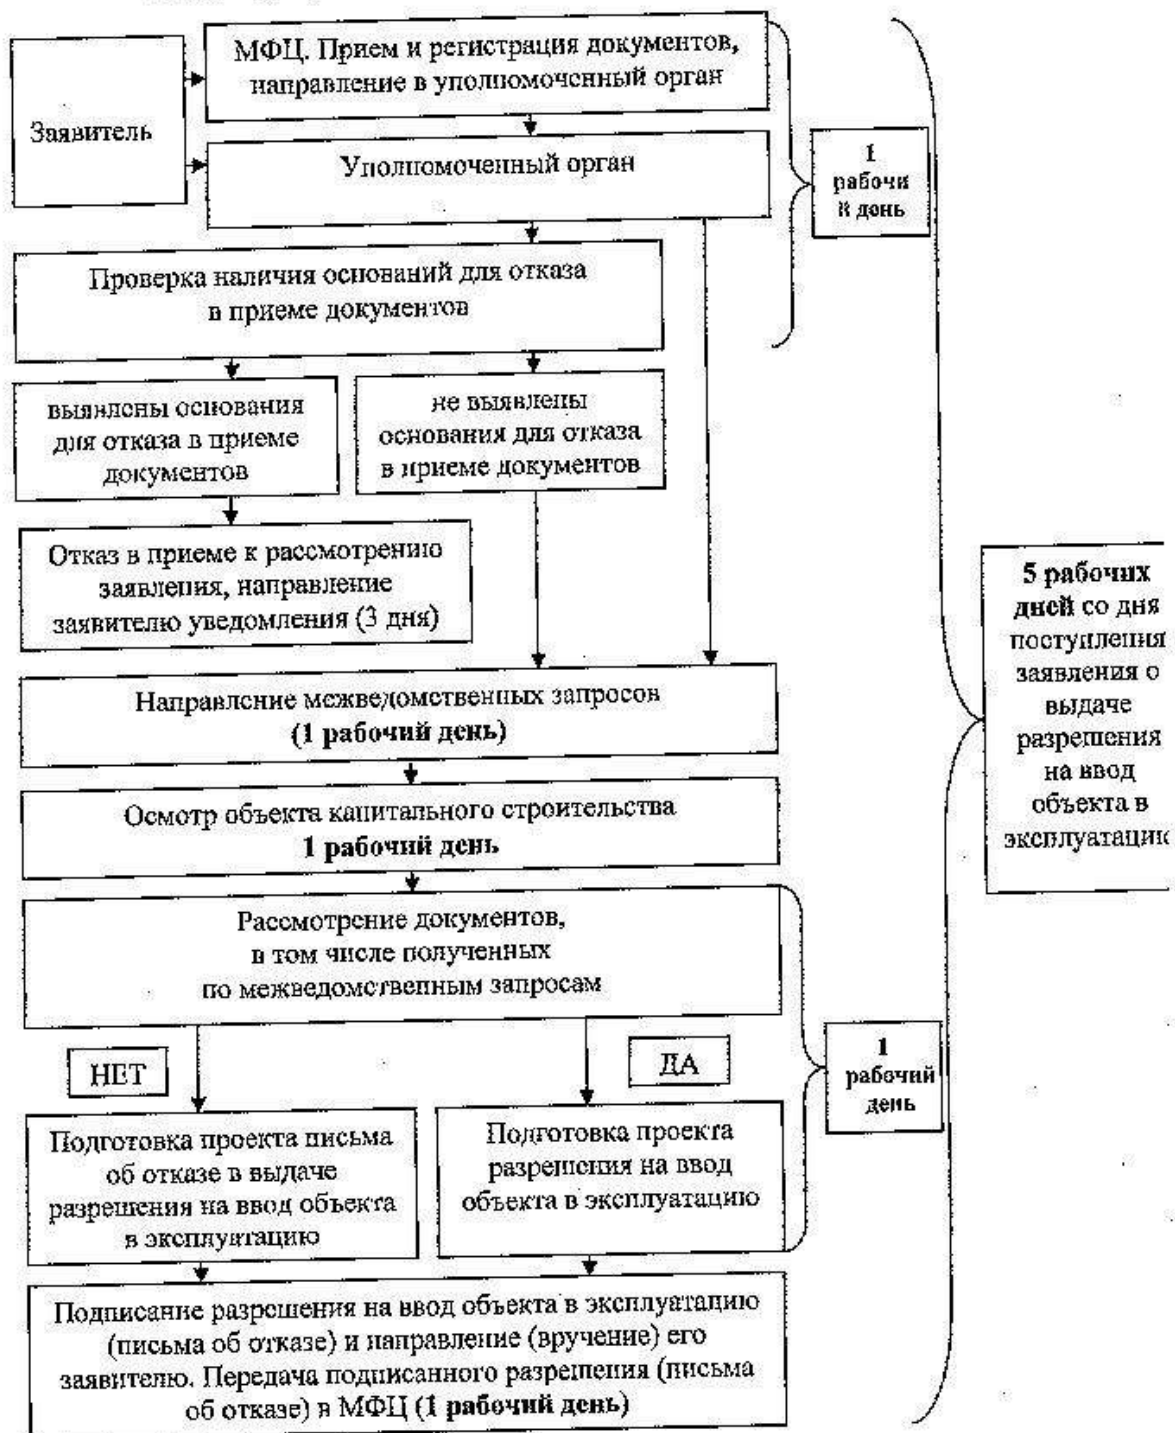 МФЦ. Прием и регистрация документов,
направление в уполномоченный орган
Заявитель
Уполномоченный орган
1
рабочи
й день
Проверка наличия оснований для отказа
в приеме документов
выявлены основания
для отказа в приеме
документов
не выявлены
основания для отказа
в приеме документов
Отказ в приеме к рассмотрению
заявления, направление
заявителю уведомления (3 дня)
5 рабочих
дней со дня
поступления
заявления о
выдаче
разрешения
на ввод
объекта в
эксплуатацию
Направление межведомственных запросов
(1 рабочий день)
Осмотр объекта капитального строительства
1 рабочий день
Рассмотрение документов,
в том числе полученных
по межведомственным запросам
НЕТ
ДА
1
рабочий
день
Подготовка проекта письма
об отказе в выдаче
разрешения на ввод объекта
в эксплуатацию
Подготовка проекта
разрешения на ввод
объекта в эксплуатацию
Подписание разрешения на ввод объекта в эксплуатацию
(письма об отказе) и направление (вручение) его
заявителю. Передача подписанного разрешения (письма
об отказе) в МФЦ (1 рабочий день)